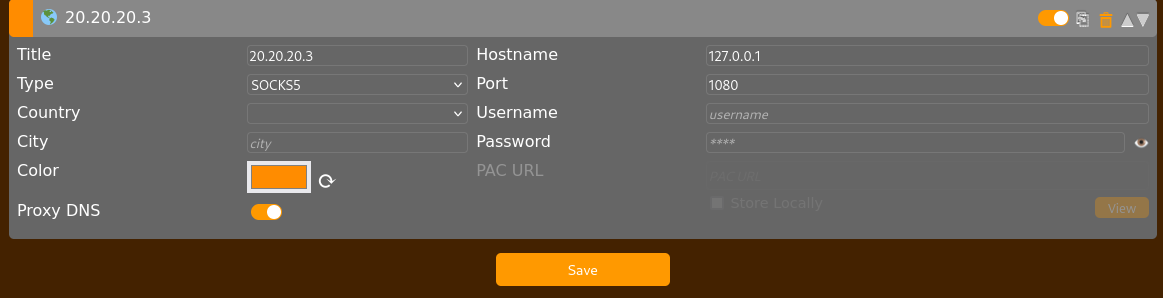 20.20.20.3
Title 20.20.20.3 Hostname 127.0.0.1
Type SOCKS5 Port 1080
Country Username username
City city Password ****
Color PAC URL PAC URL
Store Locally View
Proxy DNS
Save